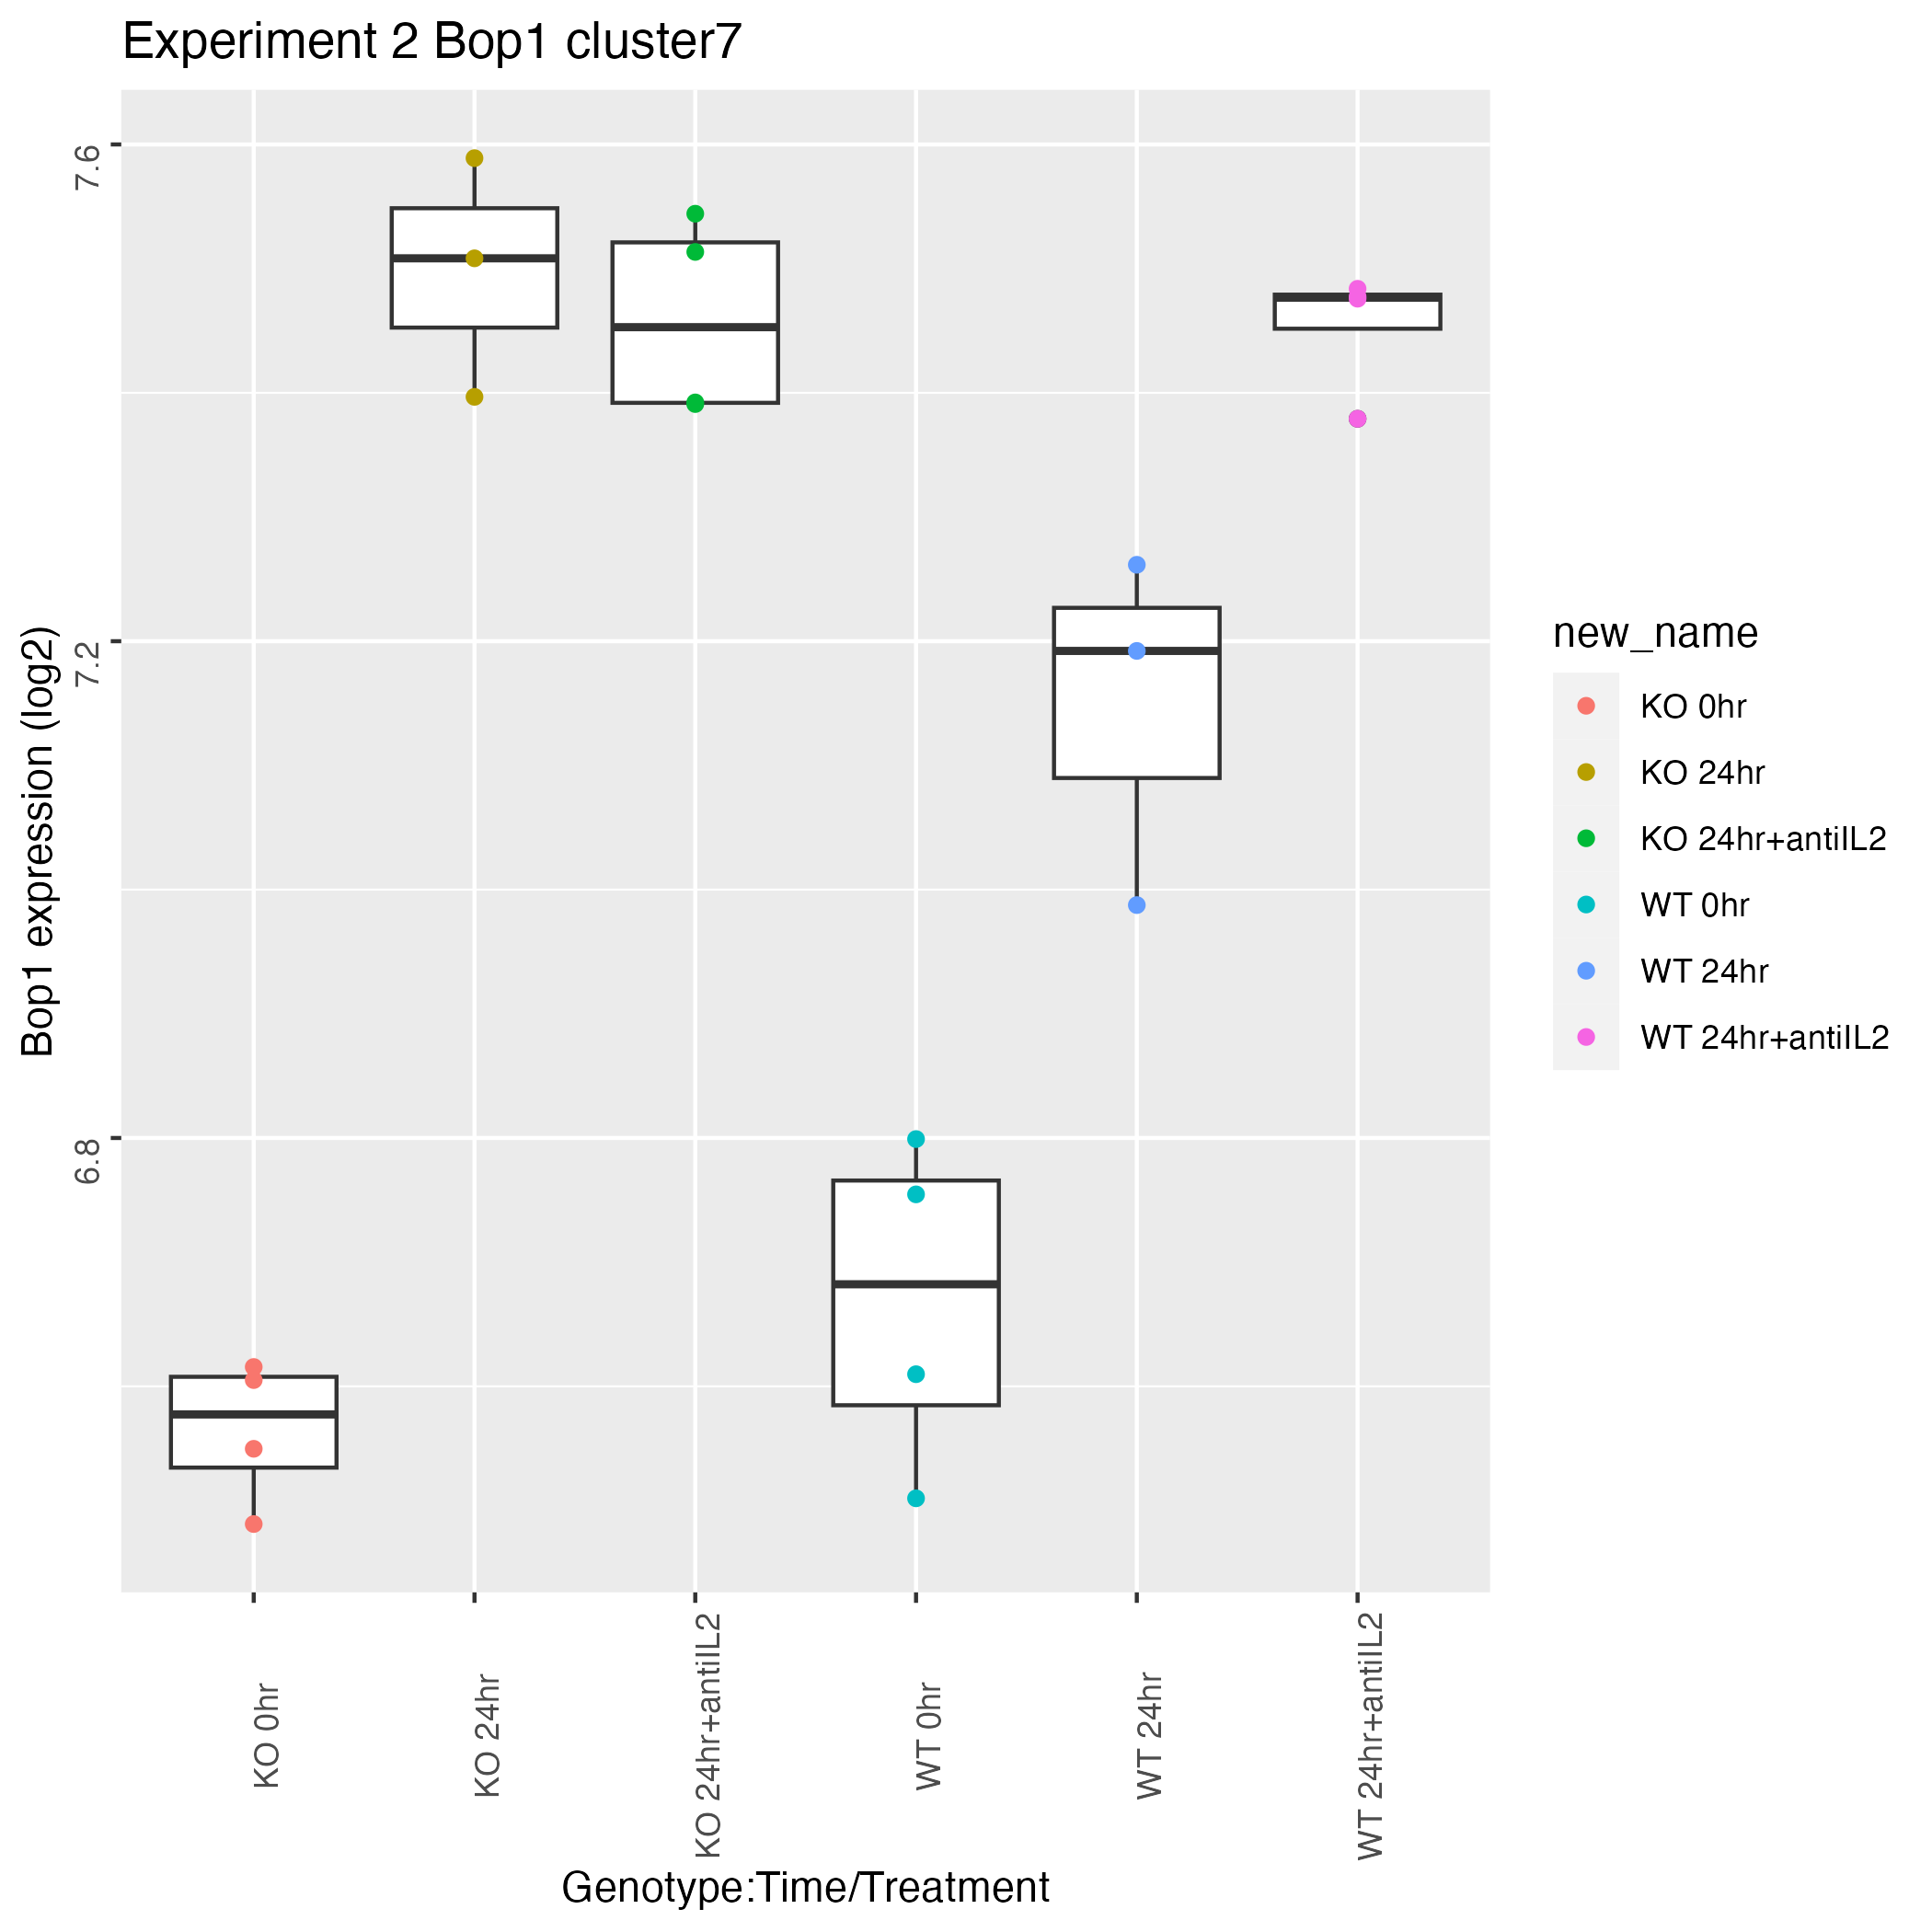 Experiment 2 Bop1 cluster7
Bop1 expression (log2)
7.6
7.2
6.8
KO 0hr
KO 24hr
KO 24hr+antiIL2
WT 0hr
WT 24hr
WT 24hr+antiIL2
Genotype:Time/Treatment
new_name
KO 0hr
KO 24hr
KO 24hr+antiIL2
WT 0hr
WT 24hr
WT 24hr+antiIL2